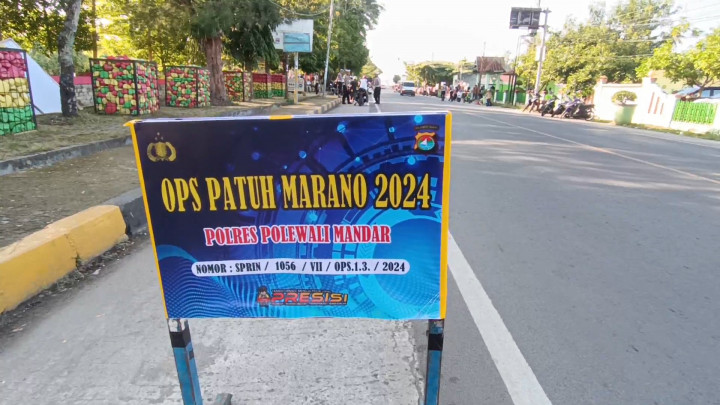 OPS PATUH MARANO 2024
POLRES POLEWALI MANDAR
NOMOR : SPRIN / 1056 / VII / OPS.1.3. / 2024
PRESISI